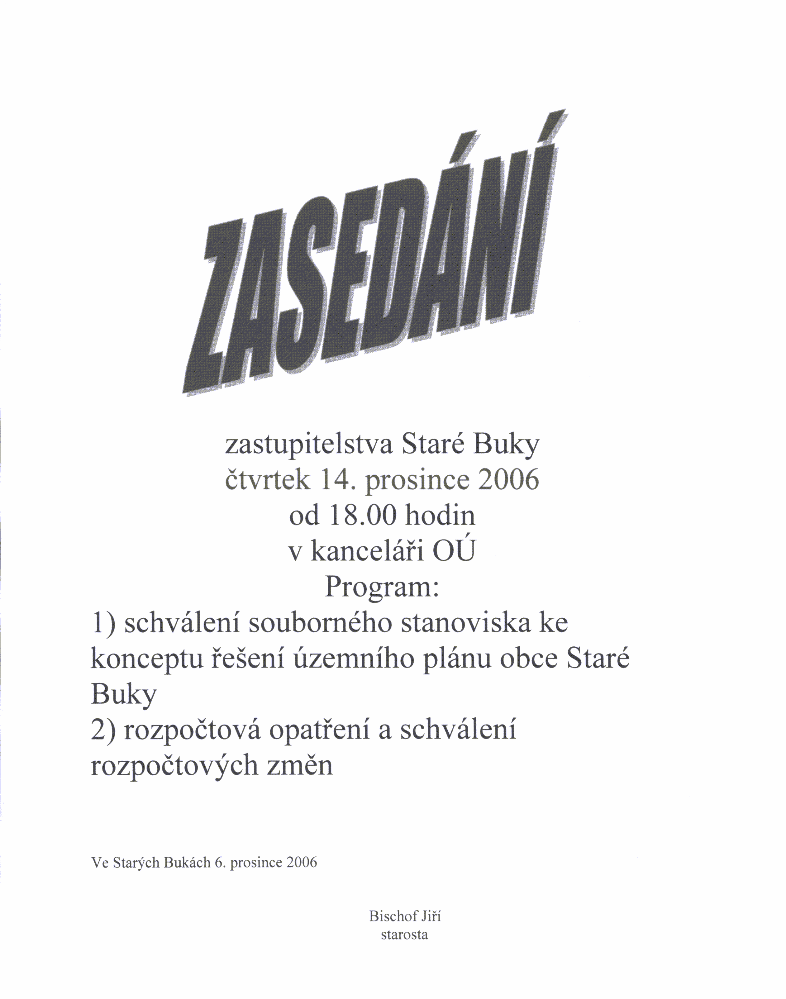 ZASEDÁNÍ
zastupitelstva Staré Buky
čtvrtek 14. prosince 2006
od 18.00 hodin
v kanceláři OÚ
Program:
1) schválení souborného stanoviska ke
konceptu řešení územního plánu obce Staré
Buky
2) rozpočtová opatření a schválení
rozpočtových změn
Ve Starých Bukách 6. prosince 2006
Bischof Jiří
starosta